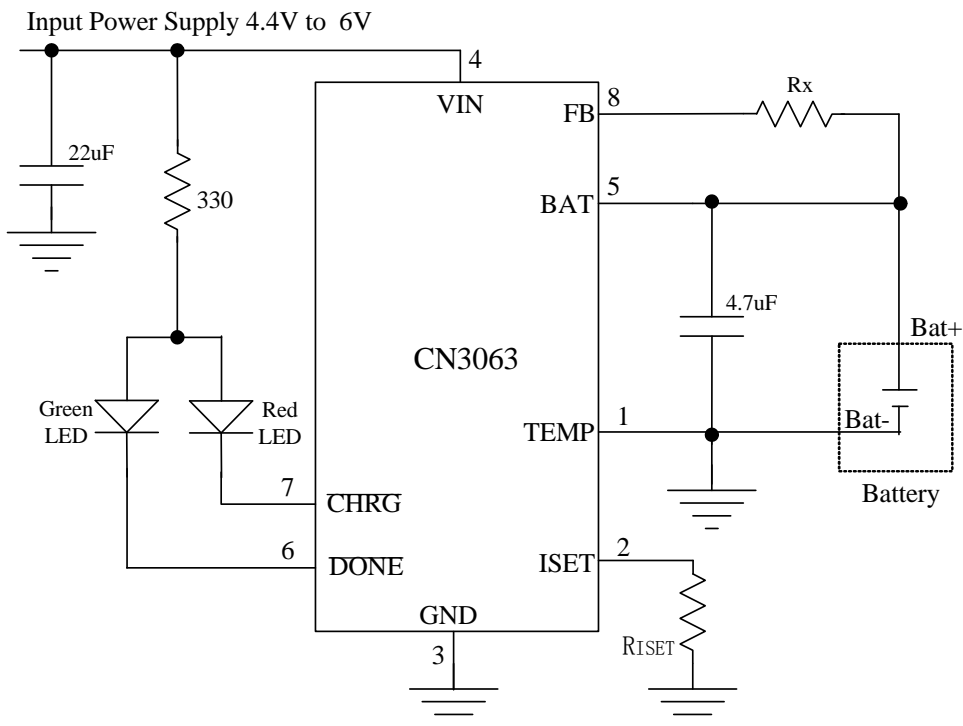 Input Power Supply 4.4V to 6V
4
VIN
22uF
330
FB
8
Rx
BAT
5
4.7uF
CN3063
Bat+
Bat-
Battery
Green
LED
Red
LED
TEMP
1
7
CHRG
6
DONE
ISET
2
GND
3
RISET